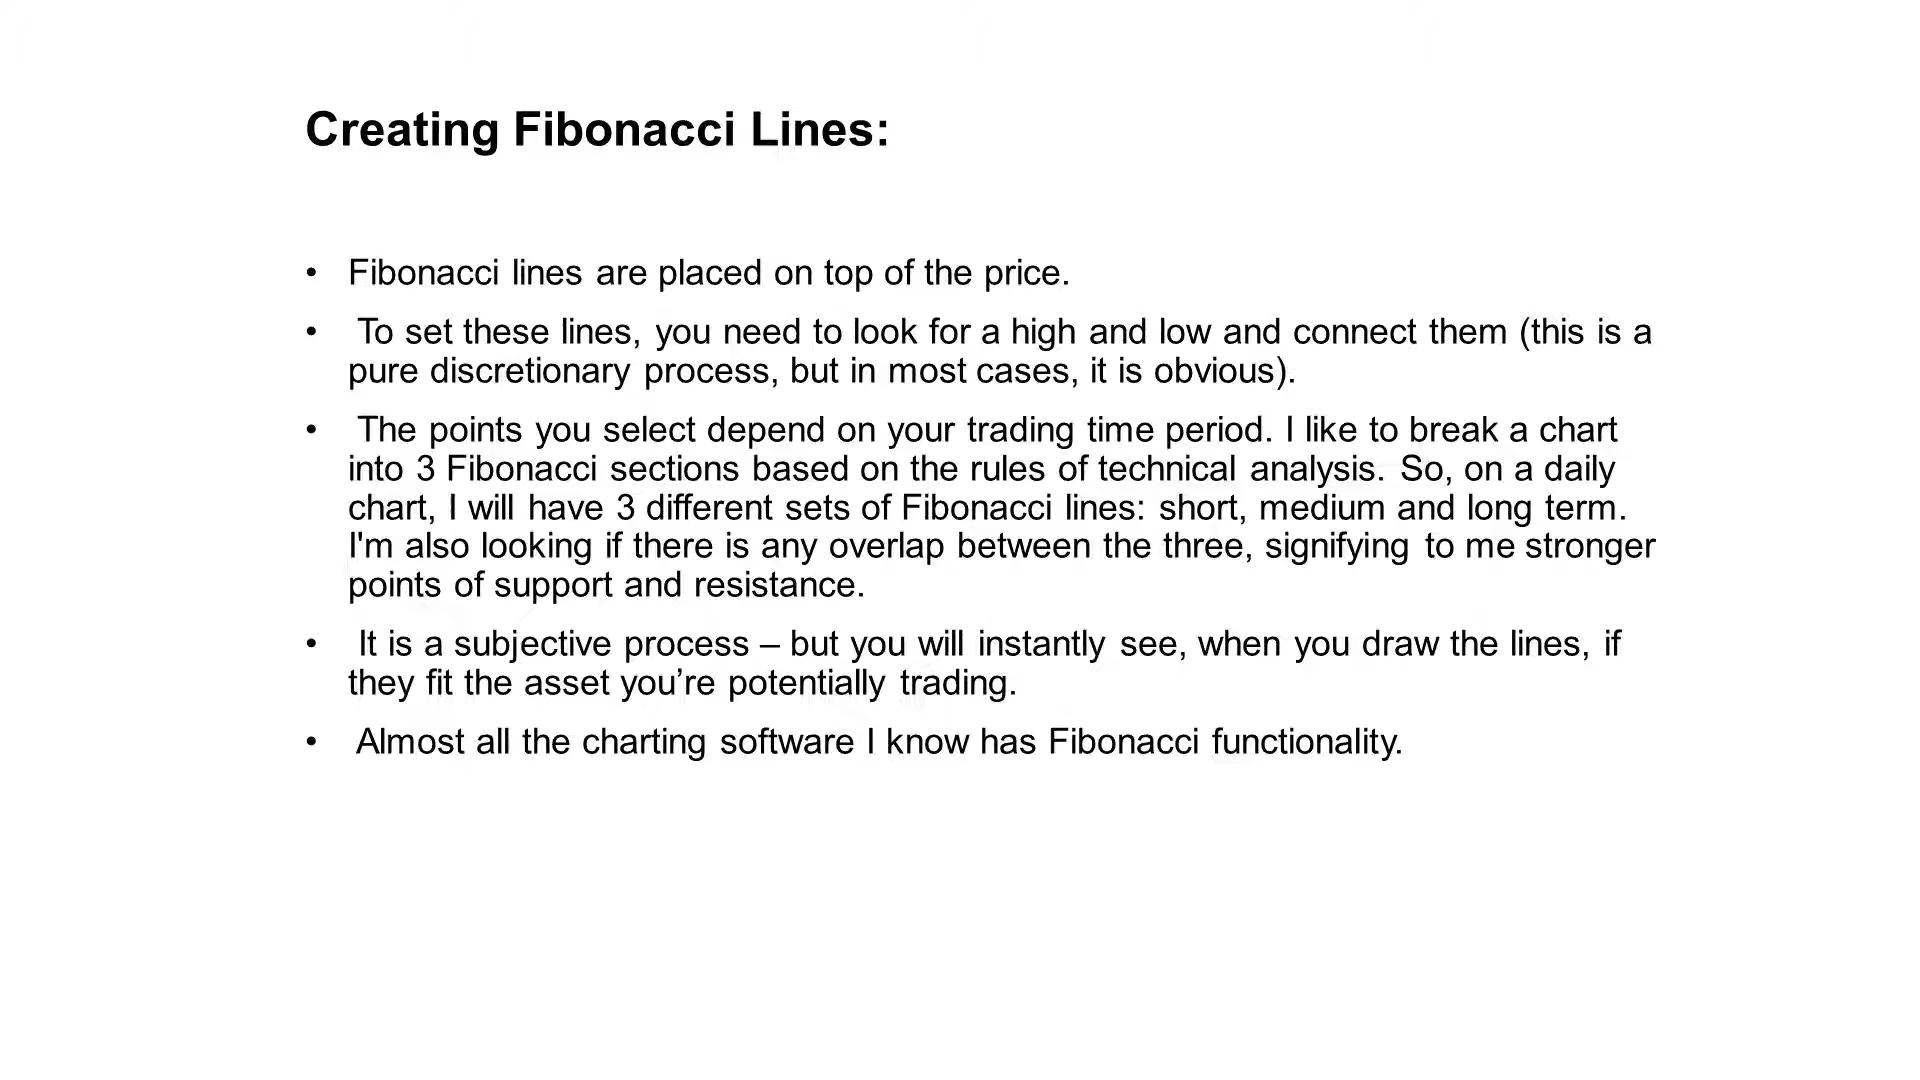 Creating Fibonacci Lines:
• Fibonacci lines are placed on top of the price.
• To set these lines, you need to look for a high and low and connect them (this is a
pure discretionary process, but in most cases, it is obvious).
• The points you select depend on your trading time period. I like to break a chart
into 3 Fibonacci sections based on the rules of technical analysis. So, on a daily
chart, I will have 3 different sets of Fibonacci lines: short, medium and long term.
I'm also looking if there is any overlap between the three, signifying to me stronger
points of support and resistance.
• It is a subjective process – but you will instantly see, when you draw the lines, if
they fit the asset you’re potentially trading.
• Almost all the charting software I know has Fibonacci functionality.